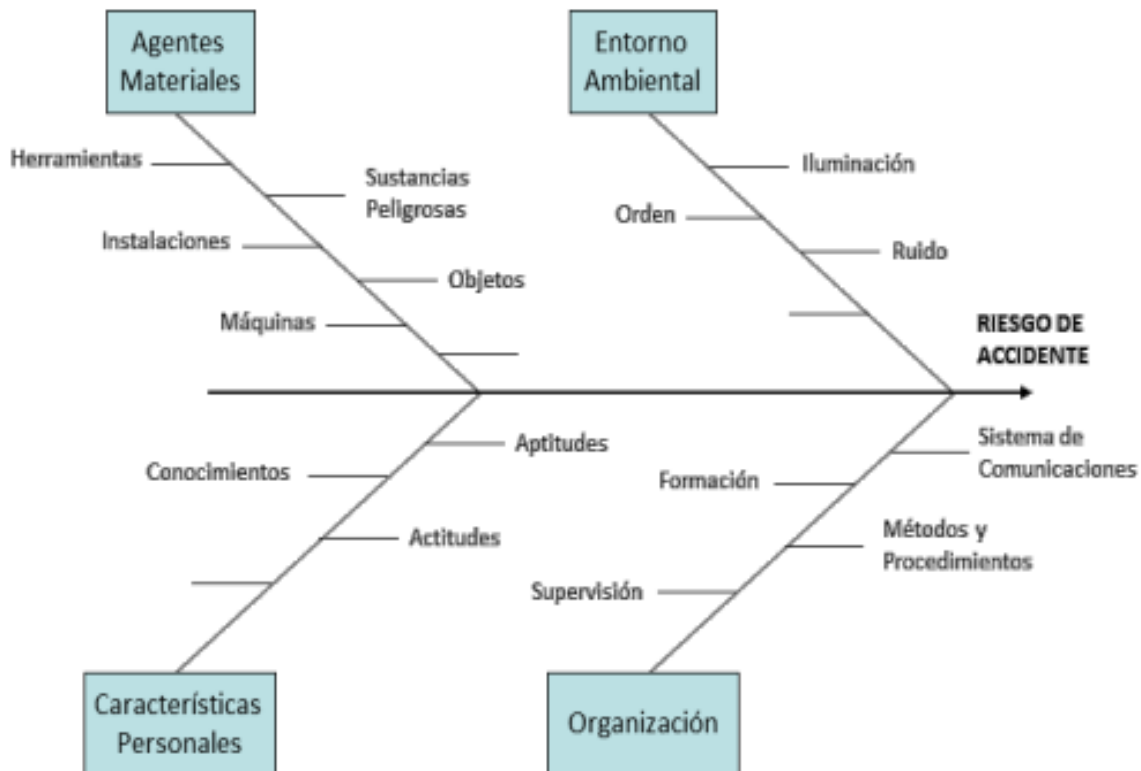 Agentes
Materiales
Entorno
Ambiental
Herramientas
Sustancias
Peligrosas
Instalaciones
Objetos
Máquinas
Iluminación
Orden
Ruido
RIESGO DE
ACCIDENTE
Aptitudes
Conocimientos
Actitudes
Sistema de
Comunicaciones
Formación
Métodos y
Procedimientos
Supervisión
Características
Personales
Organización